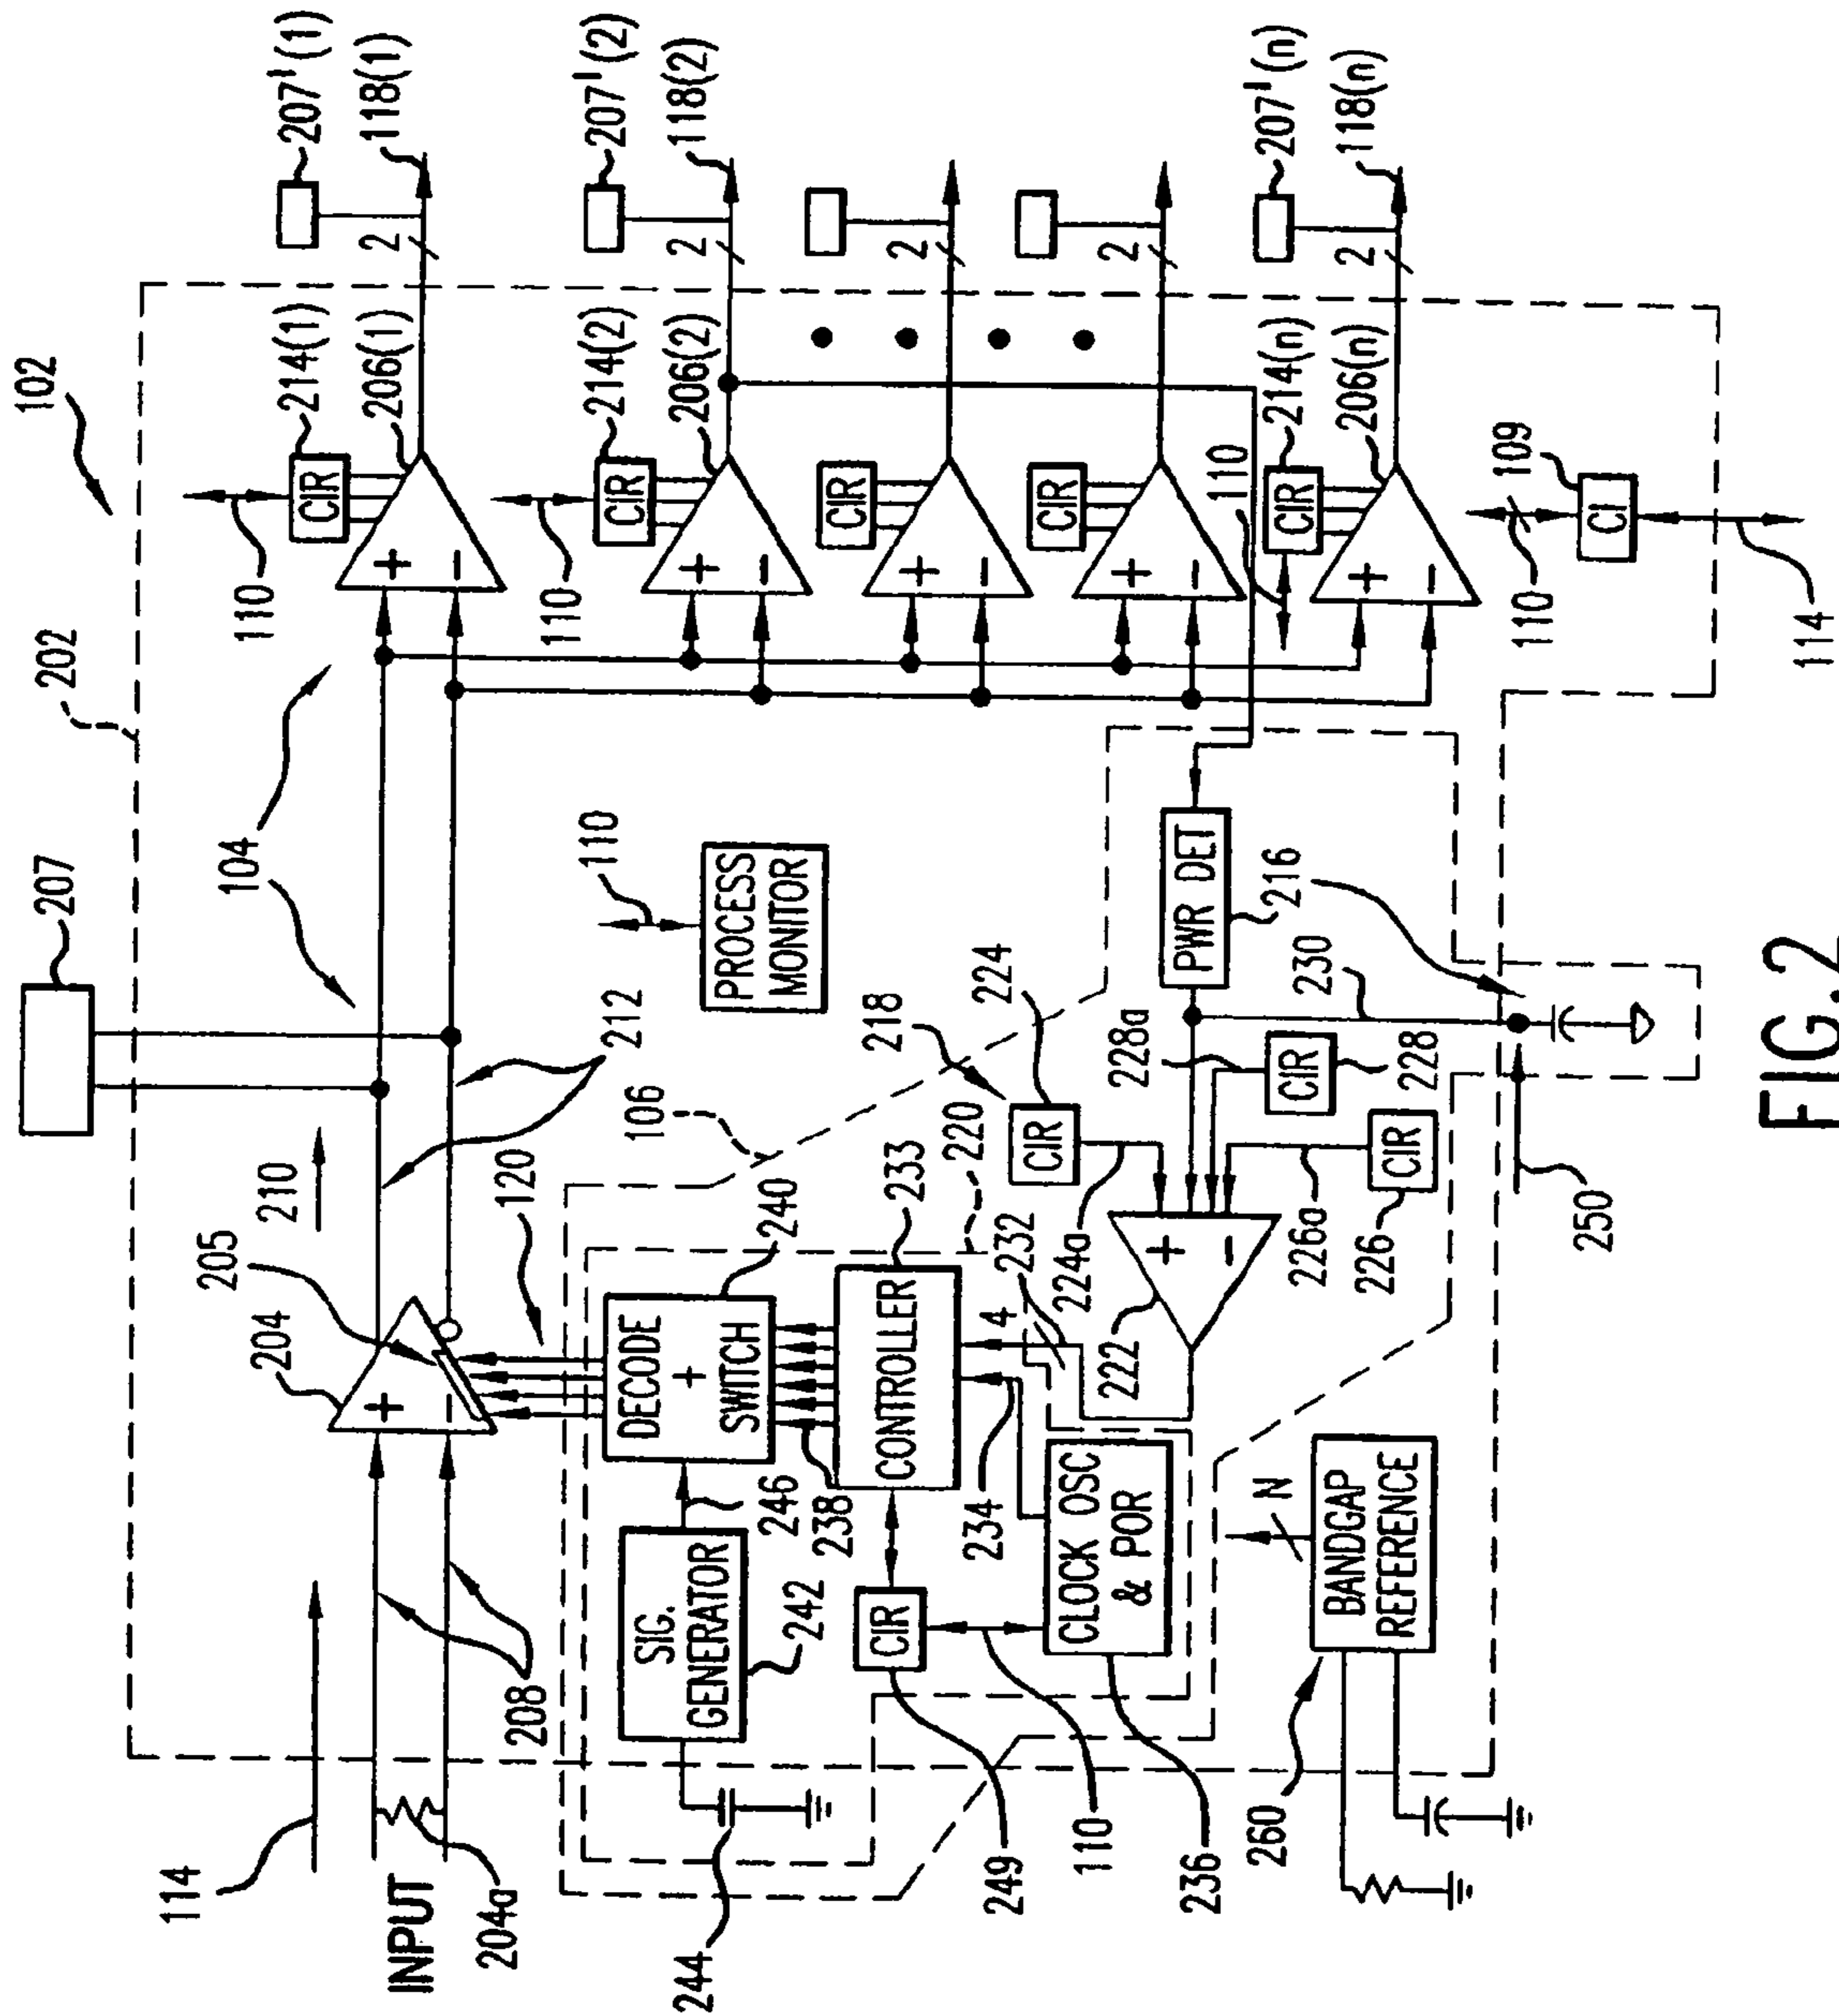 102
202
207
104
110
214(1)
206(1)
2
207'(1)
118(1)
110
214(2)
206(2)
2
207'(2)
118(2)
2
2
110
214(n)
206(n)
2
207'(n)
118(n)
CIR
CIR
CIR
CIR
CIR
+
−
+
−
+
−
+
−
+
−
110
CI
109
114
114
INPUT
204a
208
204
205
+
−
210
212
120
106
110
PROCESS
MONITOR
PWR DET
216
230
DECODE
+
SWITCH
240
220
SIG.
GENERATOR
242
244
246
238
CONTROLLER
233
218
CIR
224
224a
228a
CIR
228
CIR
226
226a
+
−
222
232
4
234
CIR
249
110
CLOCK OSC
& POR
236
N
BANDGAP
REFERENCE
260
250
FIG.2